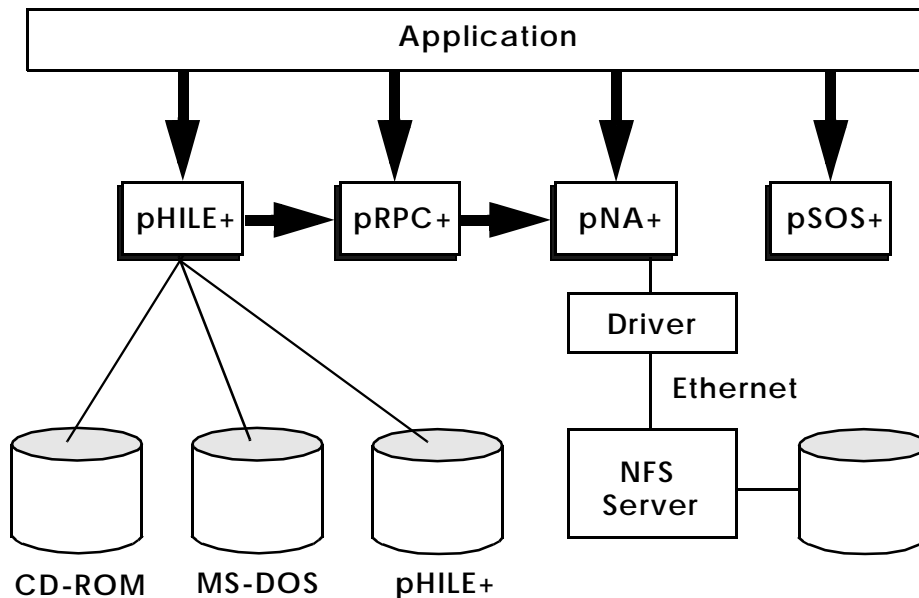 Application
pHILE+
pRPC+
pNA+
pSOS+
Driver
Ethernet
NFS
Server
CD-ROM
MS-DOS
pHILE+